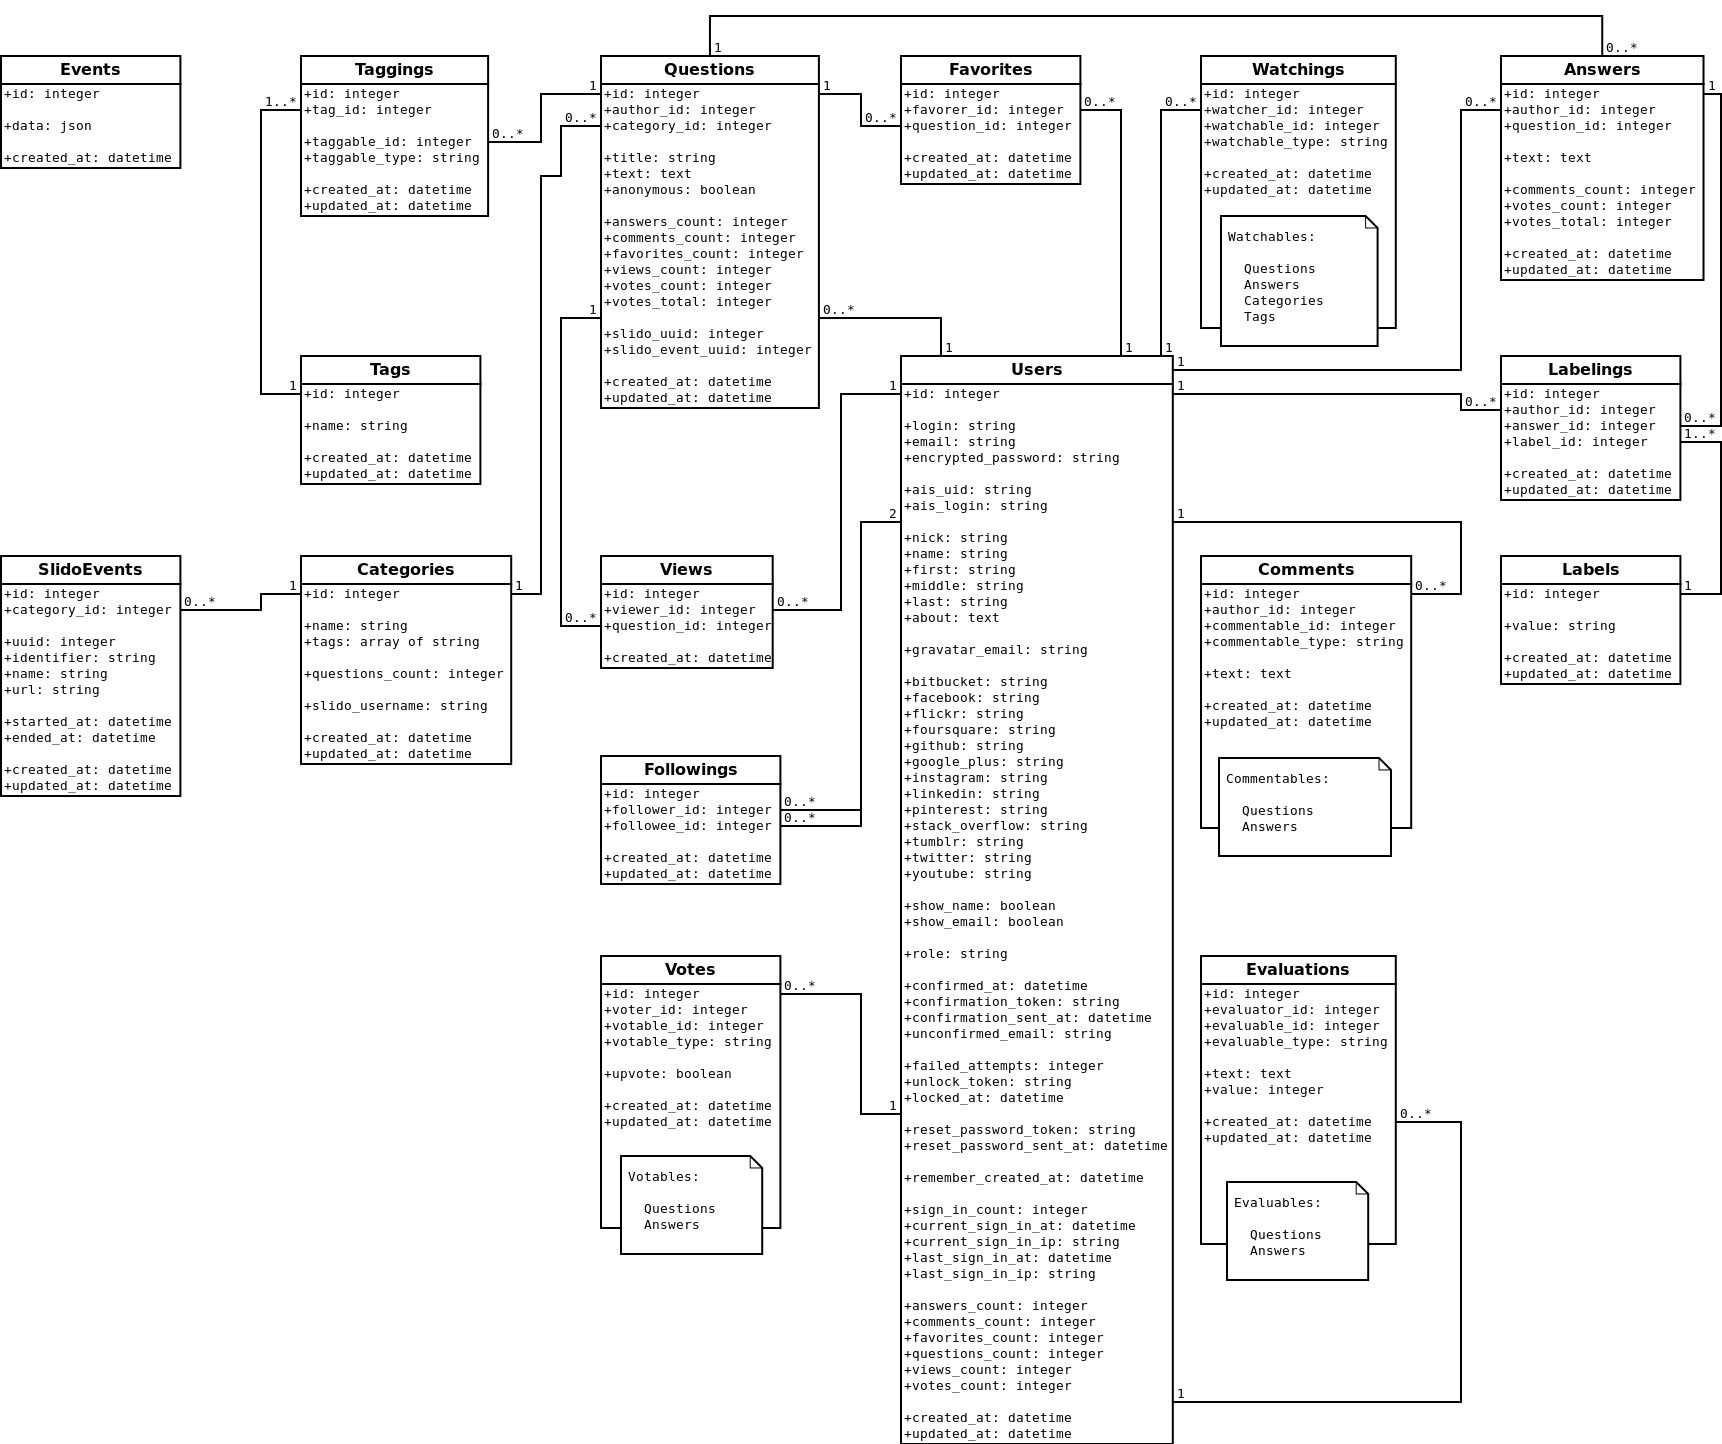 Events
+id: integer
+data: json
+created_at: datetime
1..*
Taggings
+id: integer
+tag_id: integer
+taggable_id: integer
+taggable_type: string
+created_at: datetime
+updated_at: datetime
0..*
1
0..*
1
Questions
+id: integer
+author_id: integer
+category_id: integer
+title: string
+text: text
+anonymous: boolean
+answers_count: integer
+comments_count: integer
+favorites_count: integer
+views_count: integer
+votes_count: integer
+votes_total: integer
+slido_uuid: integer
+slido_event_uuid: integer
+created_at: datetime
+updated_at: datetime
1
1
0..*
0..*
Favorites
+id: integer
+favorer_id: integer
+question_id: integer
+created_at: datetime
+updated_at: datetime
0..*
0..*
Watchings
+id: integer
+watcher_id: integer
+watchable_id: integer
+watchable_type: string
+created_at: datetime
+updated_at: datetime
Watchables:
Questions
Answers
Categories
Tags
0..*
0..*
Answers
+id: integer
+author_id: integer
+question_id: integer
+text: text
+comments_count: integer
+votes_count: integer
+votes_total: integer
+created_at: datetime
+updated_at: datetime
1
1
Tags
+id: integer
+name: string
+created_at: datetime
+updated_at: datetime
1
1
1
1
1
1
2
1
1
Users
+id: integer
+login: string
+email: string
+encrypted_password: string
+ais_uid: string
+ais_login: string
+nick: string
+name: string
+first: string
+middle: string
+last: string
+about: text
+gravatar_email: string
+bitbucket: string
+facebook: string
+flickr: string
+foursquare: string
+github: string
+google_plus: string
+instagram: string
+linkedin: string
+pinterest: string
+stack_overflow: string
+tumblr: string
+twitter: string
+youtube: string
+show_name: boolean
+show_email: boolean
+role: string
+confirmed_at: datetime
+confirmation_token: string
+confirmation_sent_at: datetime
+unconfirmed_email: string
+failed_attempts: integer
+unlock_token: string
+locked_at: datetime
+reset_password_token: string
+reset_password_sent_at: datetime
+remember_created_at: datetime
+sign_in_count: integer
+current_sign_in_at: datetime
+current_sign_in_ip: string
+last_sign_in_at: datetime
+last_sign_in_ip: string
+answers_count: integer
+comments_count: integer
+favorites_count: integer
+questions_count: integer
+views_count: integer
+votes_count: integer
+created_at: datetime
+updated_at: datetime
1
0..*
Labelings
+id: integer
+author_id: integer
+answer_id: integer
+label_id: integer
+created_at: datetime
+updated_at: datetime
0..*
1..*
SlidoEvents
+id: integer
+category_id: integer
+uuid: integer
+identifier: string
+name: string
+url: string
+started_at: datetime
+ended_at: datetime
+created_at: datetime
+updated_at: datetime
0..*
1
Categories
+id: integer
+name: string
+tags: array of string
+questions_count: integer
+slido_username: string
+created_at: datetime
+updated_at: datetime
1
0..*
Views
+id: integer
+viewer_id: integer
+question_id: integer
+created_at: datetime
0..*
Comments
+id: integer
+author_id: integer
+commentable_id: integer
+commentable_type: string
+text: text
+created_at: datetime
+updated_at: datetime
Commentables:
Questions
Answers
0..*
Labels
+id: integer
+value: string
+created_at: datetime
+updated_at: datetime
1
Followings
+id: integer
+follower_id: integer
+followee_id: integer
+created_at: datetime
+updated_at: datetime
0..*
0..*
Votes
+id: integer
+voter_id: integer
+votable_id: integer
+votable_type: string
+upvote: boolean
+created_at: datetime
+updated_at: datetime
Votables:
Questions
Answers
0..*
1
Evaluations
+id: integer
+evaluator_id: integer
+evaluable_id: integer
+evaluable_type: string
+text: text
+value: integer
+created_at: datetime
+updated_at: datetime
Evaluables:
Questions
Answers
0..*